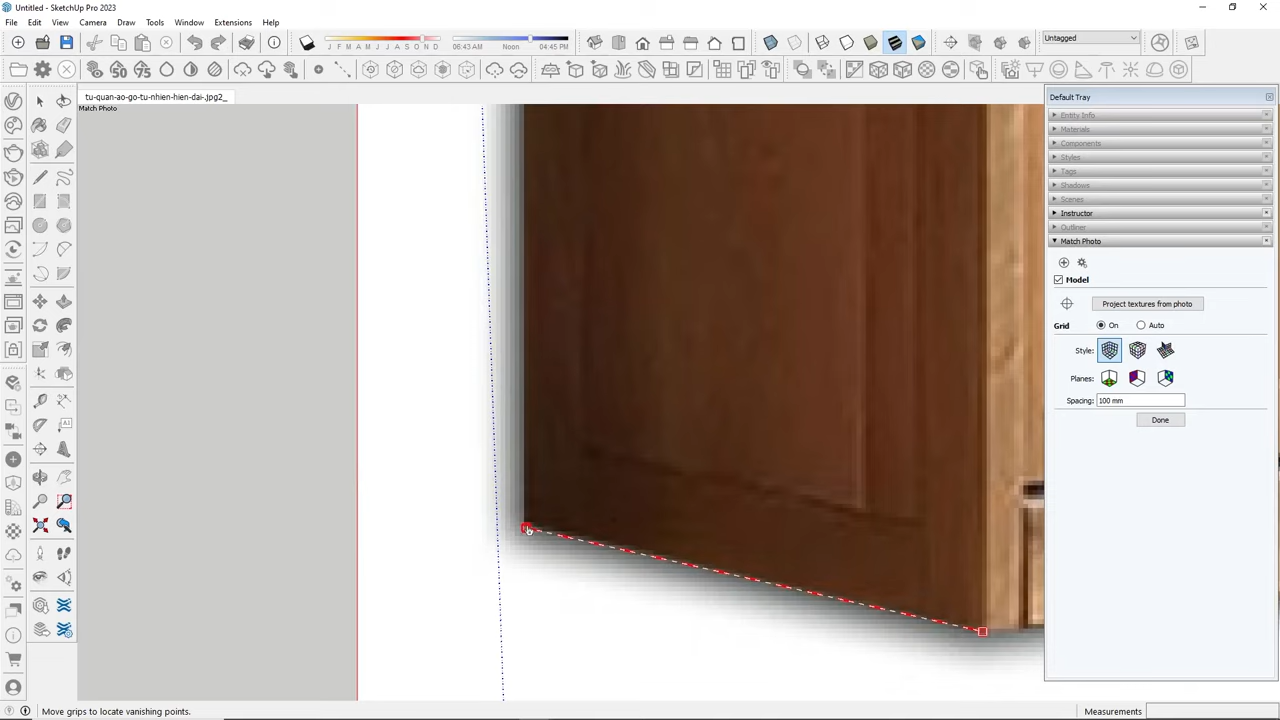 Untitled - SketchUp Pro 2023
File Edit View Camera Draw Tools Window Extensions Help
J F M A M J J A S O N D
06:43 AM Noon 04:45 PM
Untagged
50 75
tu-quan-ao-go-tu-nhien-hien-dai-.jpg2_
Match Photo
Default Tray
Entity Info
Materials
Components
Styles
Tags
Shadows
Scenes
Instructor
Outliner
Match Photo
Model
Project textures from photo
Grid On Auto
Style:
Planes:
Spacing: 100 mm
Done
Move grips to locate vanishing points.
Measurements